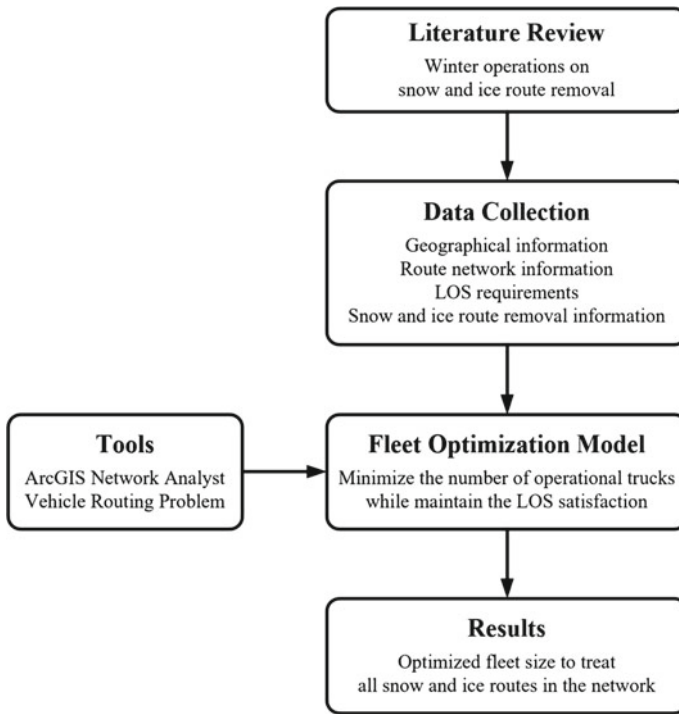 Literature Review
Winter operations on
snow and ice route removal
Data Collection
Geographical information
Route network information
LOS requirements
Snow and ice route removal information
Tools
ArcGIS Network Analyst
Vehicle Routing Problem
Fleet Optimization Model
Minimize the number of operational trucks
while maintain the LOS satisfaction
Results
Optimized fleet size to treat
all snow and ice routes in the network